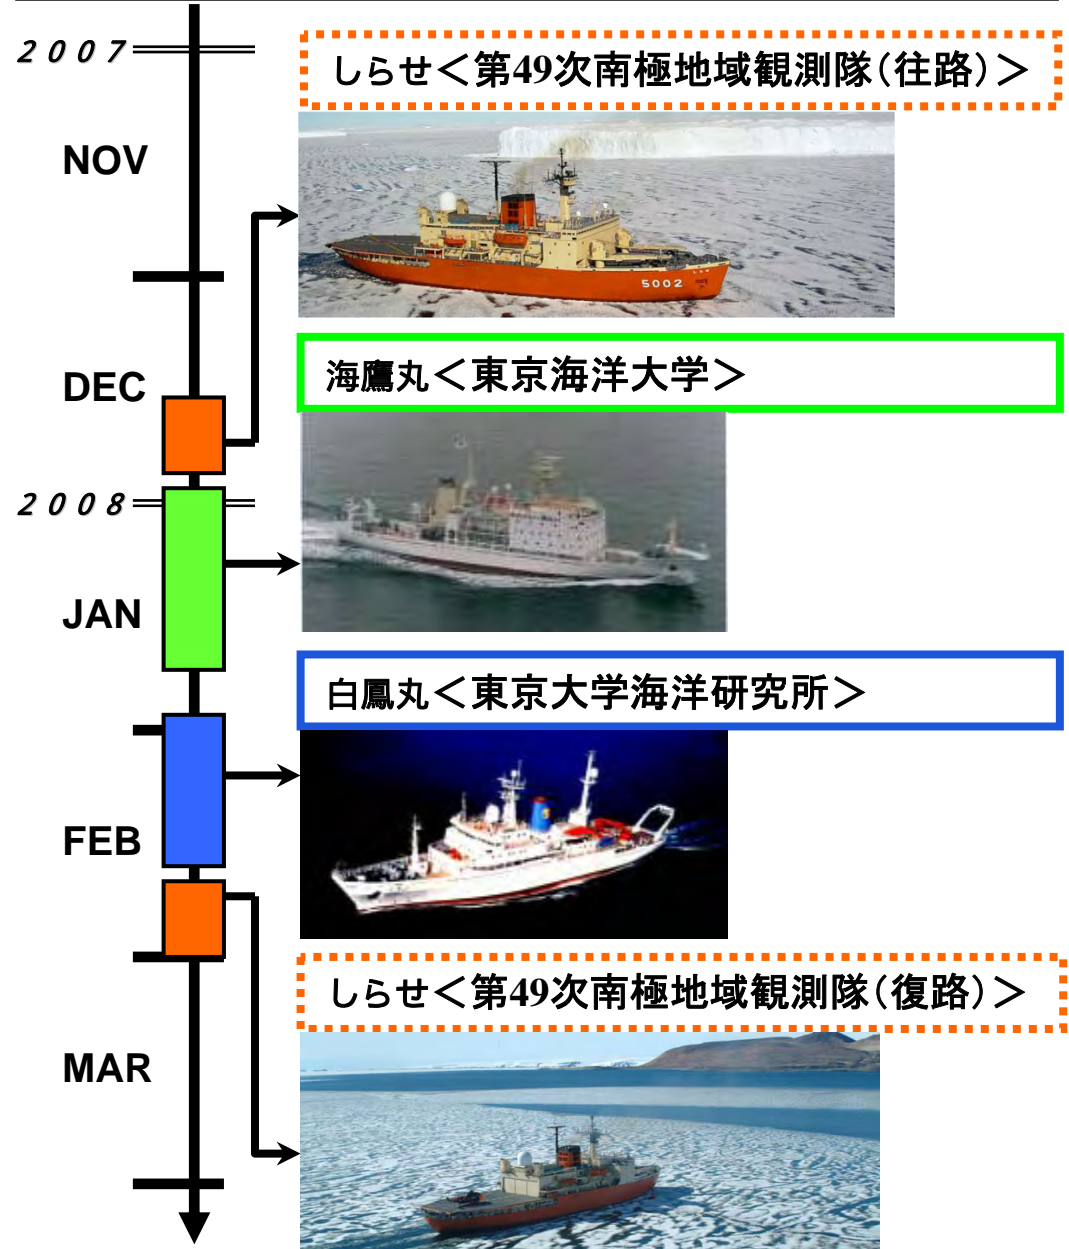 2007
しらせ＜第49次南極地域観測隊（往路）＞
NOV
5002
DEC
海鷹丸＜東京海洋大学＞
2008
JAN
白鳳丸＜東京大学海洋研究所＞
FEB
しらせ＜第49次南極地域観測隊（復路）＞
MAR